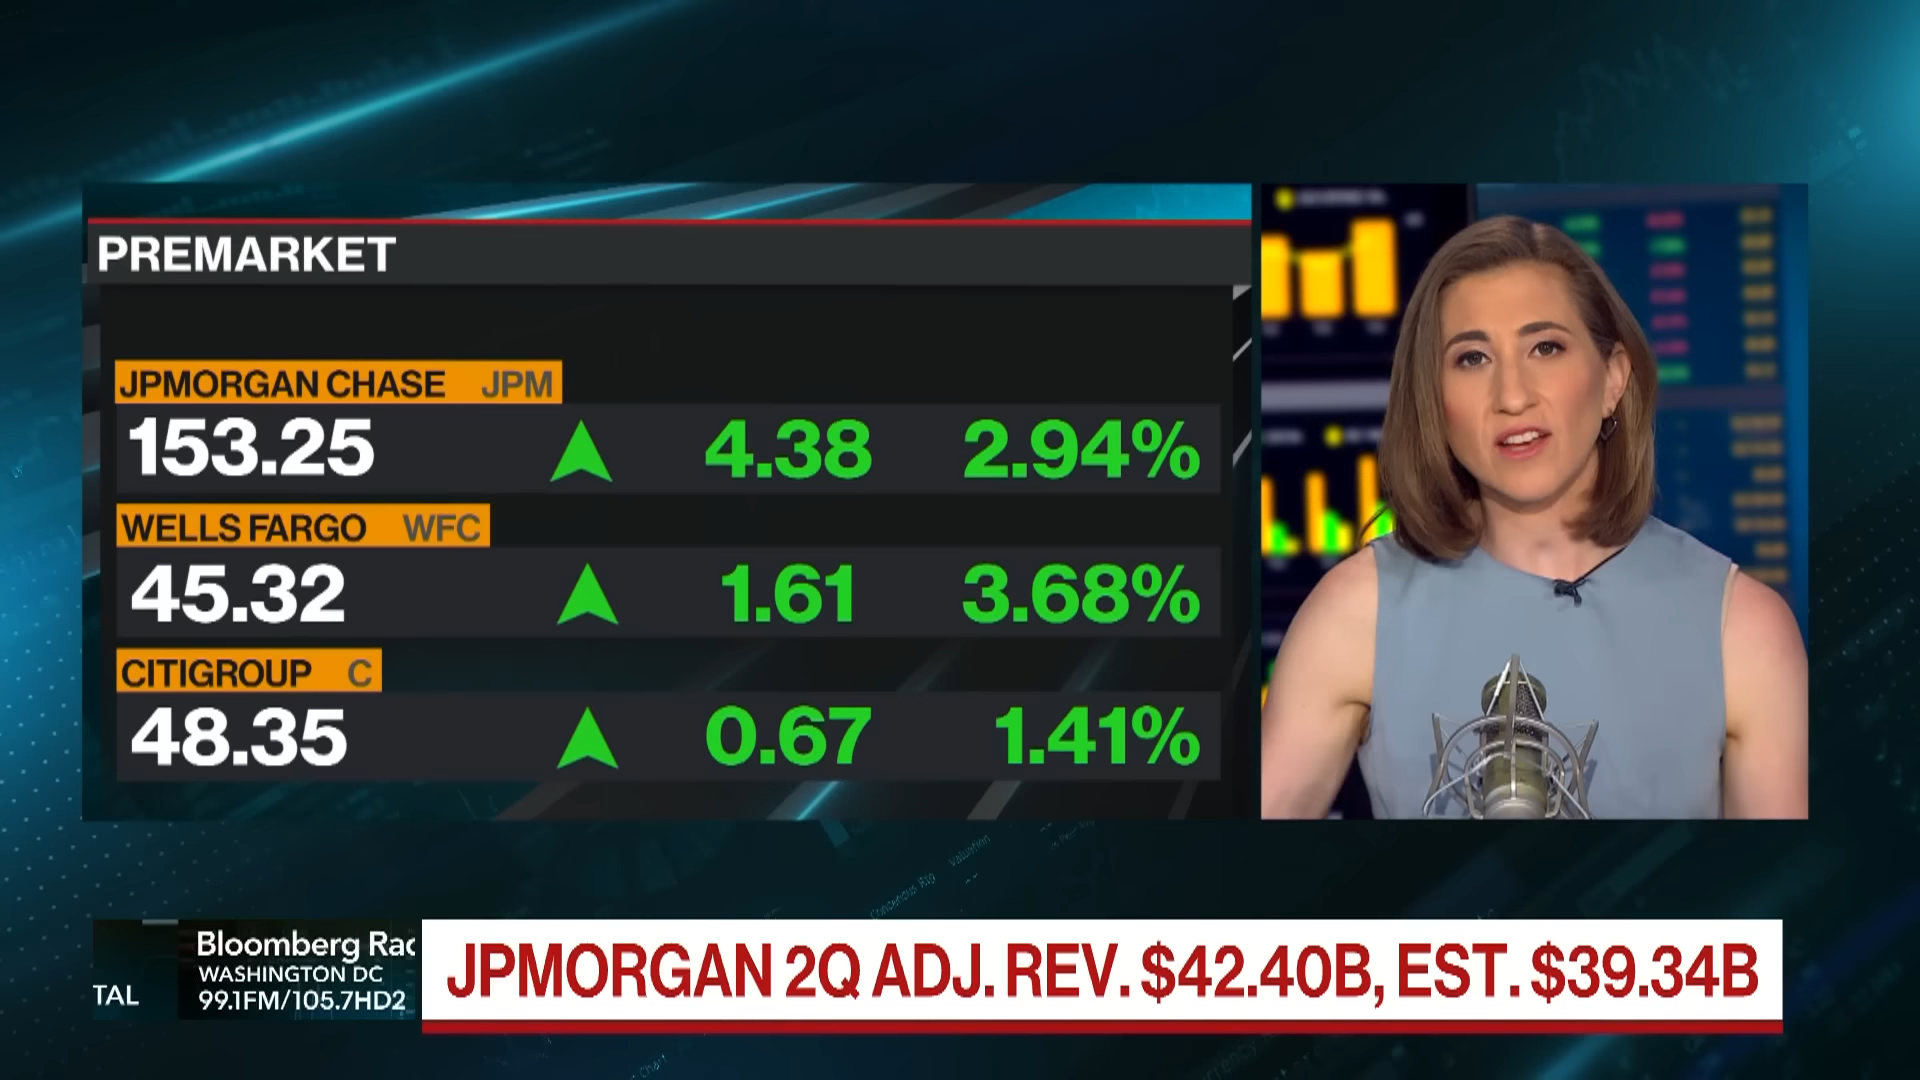 PREMARKET
JPMORGAN CHASE JPM
153.25 4.38 2.94%
WELLS FARGO WFC
45.32 1.61 3.68%
CITIGROUP C
48.35 0.67 1.41%
Valuation
TAL
Bloomberg Rac
WASHINGTON DC
99.1FM/105.7HD2
JPMORGAN 2Q ADJ. REV. $42.40B, EST. $39.34B